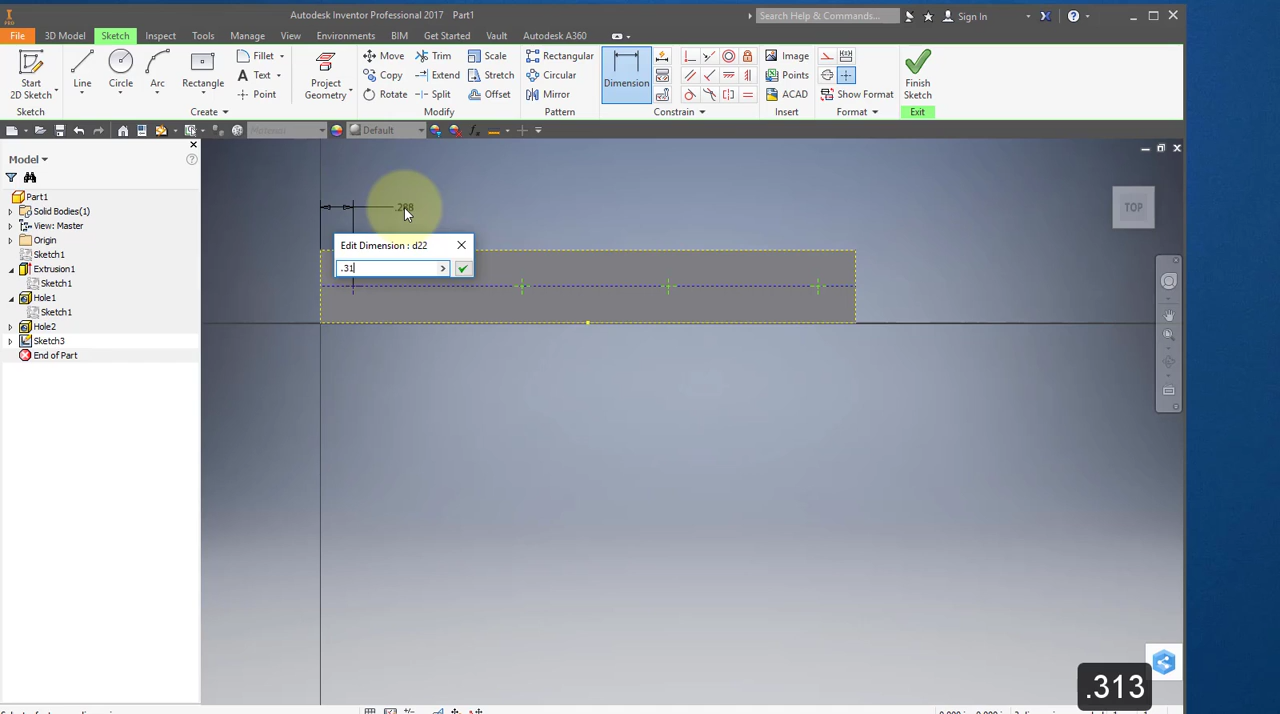 Autodesk Inventor Professional 2017 Part1
Search Help & Commands...
Sign In
PRO
File 3D Model Sketch Inspect Tools Manage View Environments BIM Get Started Vault Autodesk A360
Start
2D Sketch
Line
Circle
Arc
Rectangle
Fillet
Text
Point
Project
Geometry
Move
Copy
Rotate
Trim
Extend
Split
Scale
Stretch
Offset
Rectangular
Circular
Mirror
Dimension
Image
Points
ACAD
Show Format
Finish
Sketch
Sketch Create Modify Pattern Constrain Insert Format Exit
Materials
Default
Model
Part1
Solid Bodies(1)
View: Master
Origin
Sketch1
Extrusion1
Sketch1
Hole1
Sketch1
Hole2
Sketch3
End of Part
Edit Dimension : d22
.31
TOP
.313